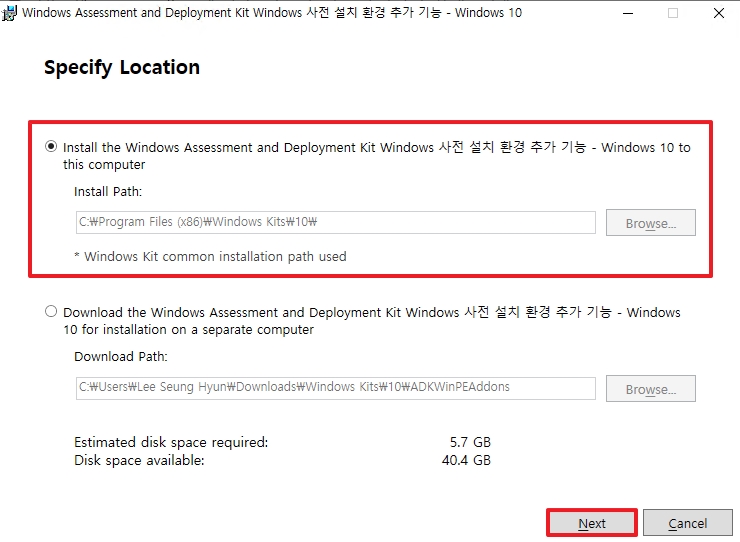 Windows Assessment and Deployment Kit Windows 사전 설치 환경 추가 기능 - Windows 10
Specify Location
Install the Windows Assessment and Deployment Kit Windows 사전 설치 환경 추가 기능 - Windows 10 to
this computer
Install Path:
C:₩Program Files (x86)₩Windows Kits₩10₩
Browse...
* Windows Kit common installation path used
Download the Windows Assessment and Deployment Kit Windows 사전 설치 환경 추가 기능 - Windows
10 for installation on a separate computer
Download Path:
C:₩Users₩Lee Seung Hyun₩Downloads₩Windows Kits₩10₩ADKWinPEAddons
Browse...
Estimated disk space required: 5.7 GB
Disk space available: 40.4 GB
Next
Cancel